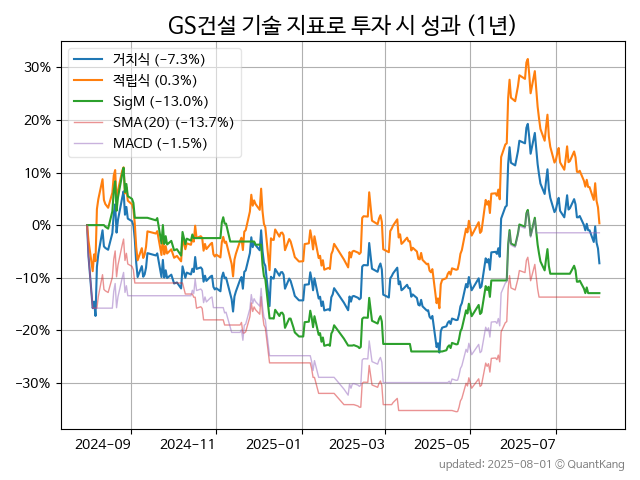 GS건설 기술 지표로 투자 시 성과 (1년)
거치식 (−7.3%)
적립식 (0.3%)
SigM (−13.0%)
SMA(20) (−13.7%)
MACD (−1.5%)
30%
20%
10%
0%
−10%
−20%
−30%
2024-09 2024-11 2025-01 2025-03 2025-05 2025-07
updated: 2025-08-01 © QuantKang